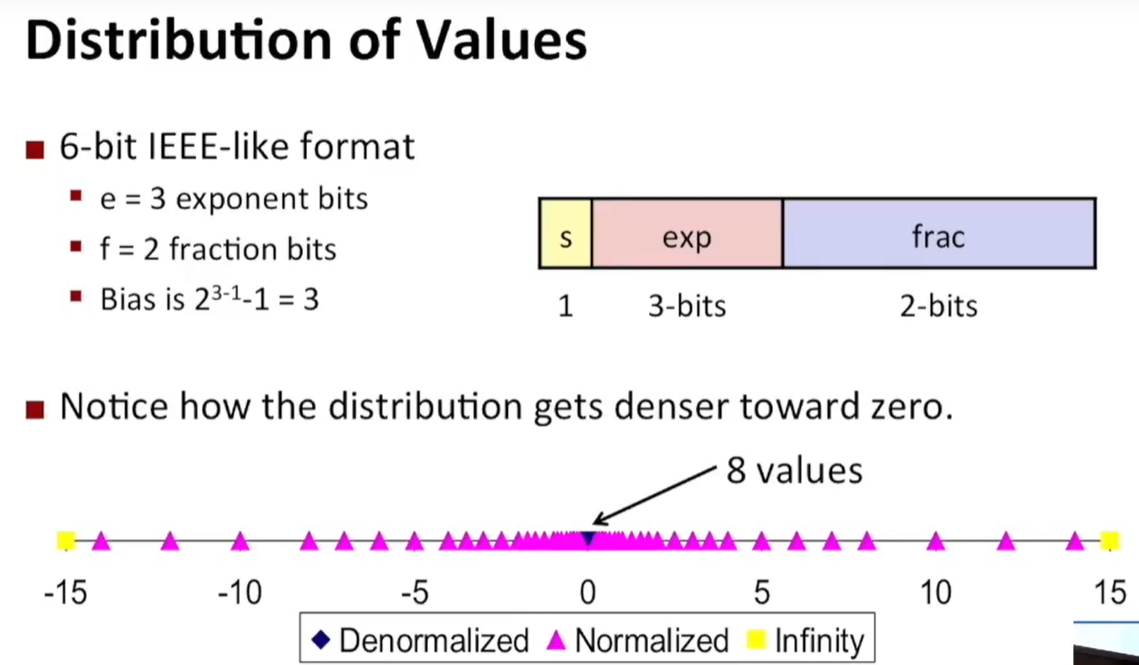 Distribution of Values
■ 6-bit IEEE-like format
▪ e = 3 exponent bits
▪ f = 2 fraction bits
▪ Bias is 2³⁻¹-1 = 3
s exp frac
1 3-bits 2-bits
■ Notice how the distribution gets denser toward zero.
8 values
-15 -10 -5 0 5 10 15
Denormalized Normalized Infinity